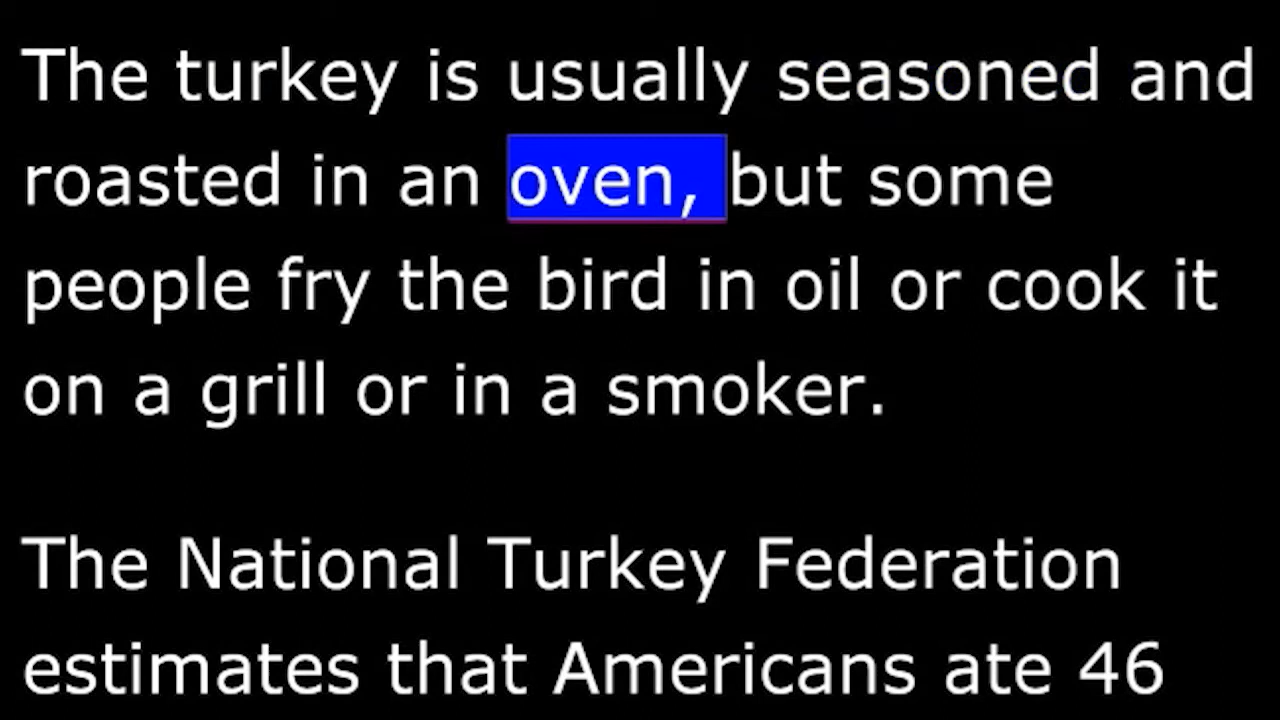 The turkey is usually seasoned and
roasted in an oven, but some
people fry the bird in oil or cook it
on a grill or in a smoker.
The National Turkey Federation
estimates that Americans ate 46